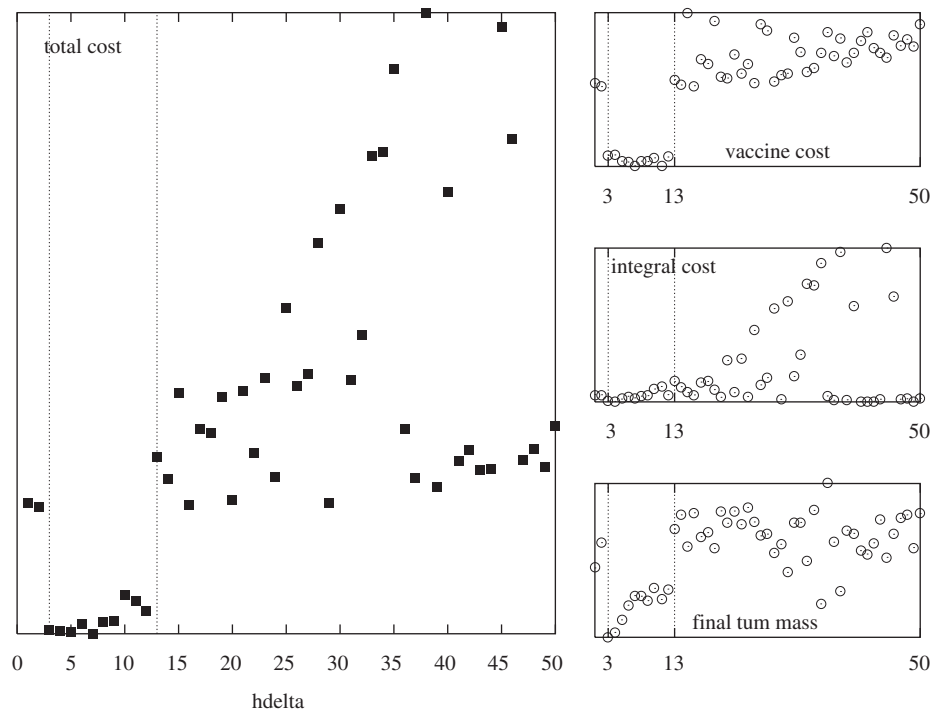 total cost
0 5 10 15 20 25 30 35 40 45 50
hdelta
vaccine cost
3 13 50
integral cost
3 13 50
final tum mass
3 13 50